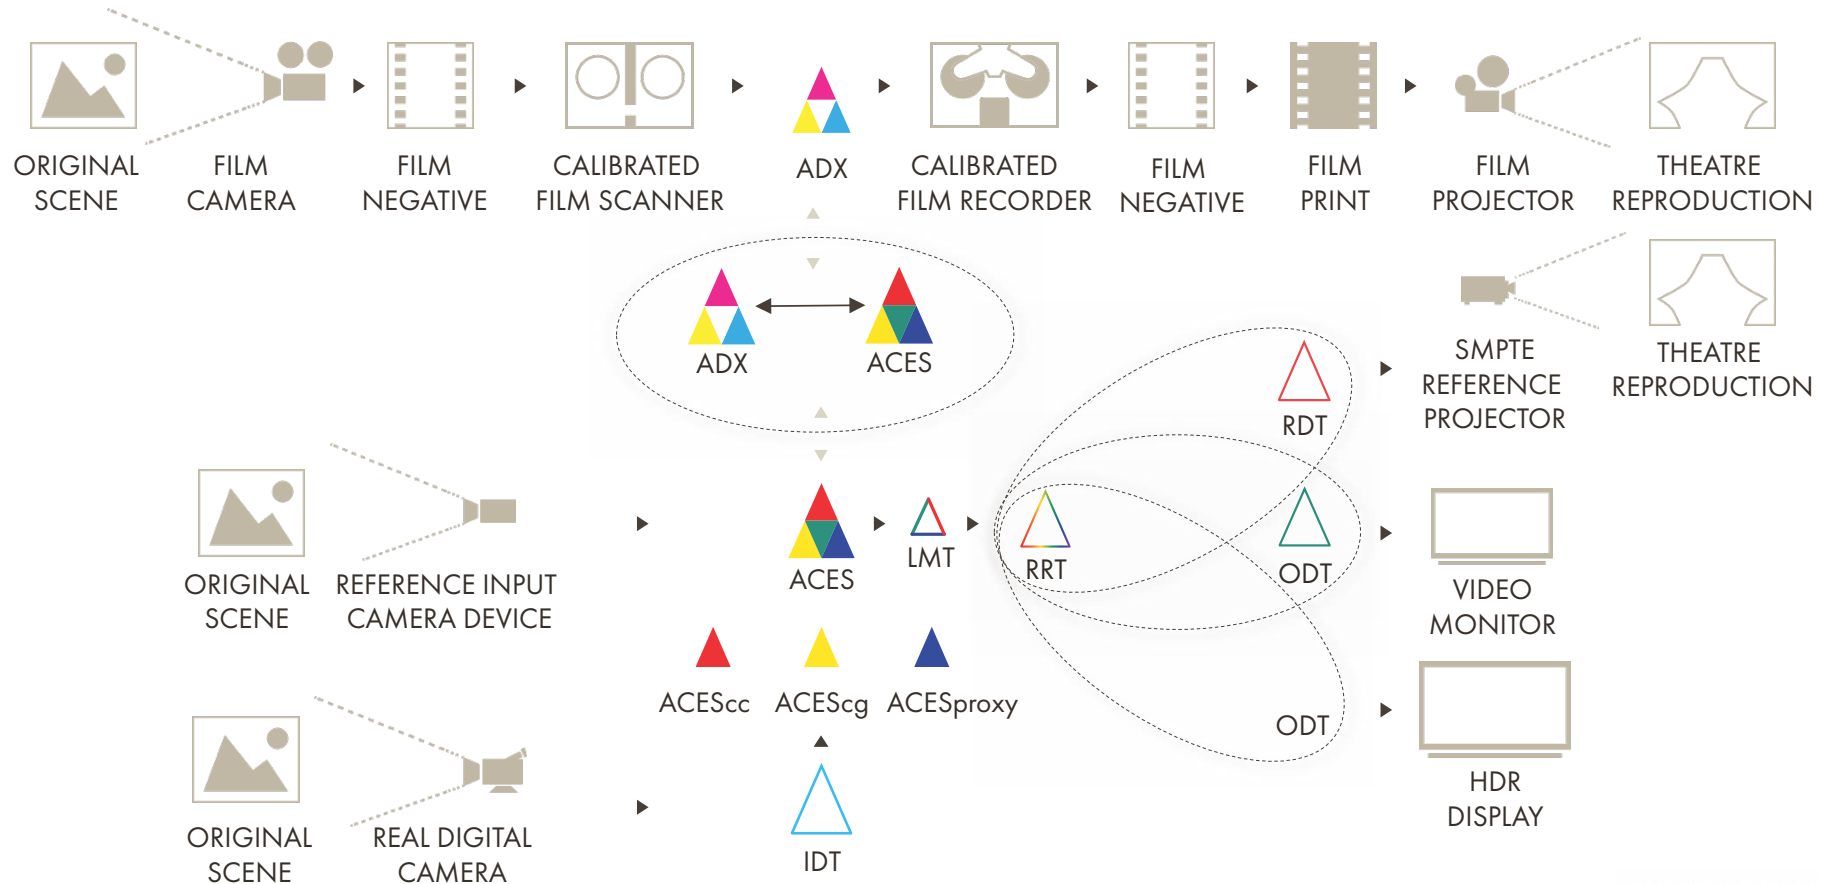 ORIGINAL
SCENE
FILM
CAMERA
FILM
NEGATIVE
CALIBRATED
FILM SCANNER
ADX
CALIBRATED
FILM RECORDER
FILM
NEGATIVE
FILM
PRINT
FILM
PROJECTOR
THEATRE
REPRODUCTION
ADX
ACES
RDT
SMPTE
REFERENCE
PROJECTOR
THEATRE
REPRODUCTION
ORIGINAL
SCENE
REFERENCE INPUT
CAMERA DEVICE
ACES
LMT
RRT
ODT
VIDEO
MONITOR
ACEScc
ACEScg
ACESproxy
ODT
HDR
DISPLAY
ORIGINAL
SCENE
REAL DIGITAL
CAMERA
IDT